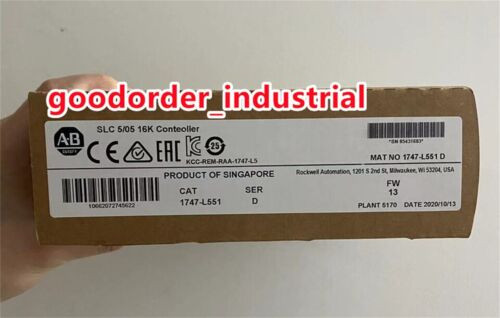 goodorder_industrial
SLC 5/05 16K Conteoller
A-B
KCC-REM-RAA-1747-L5
25
*SN 85431683*
MAT NO 1747-L551 D
PRODUCT OF SINGAPORE
Rockwell Automation, 1201 S 2nd St, Milwaukee, WI 53204, USA
CAT SER FW
1747-L551 D 13
10662072745622
PLANT 5170 DATE 2020/10/13